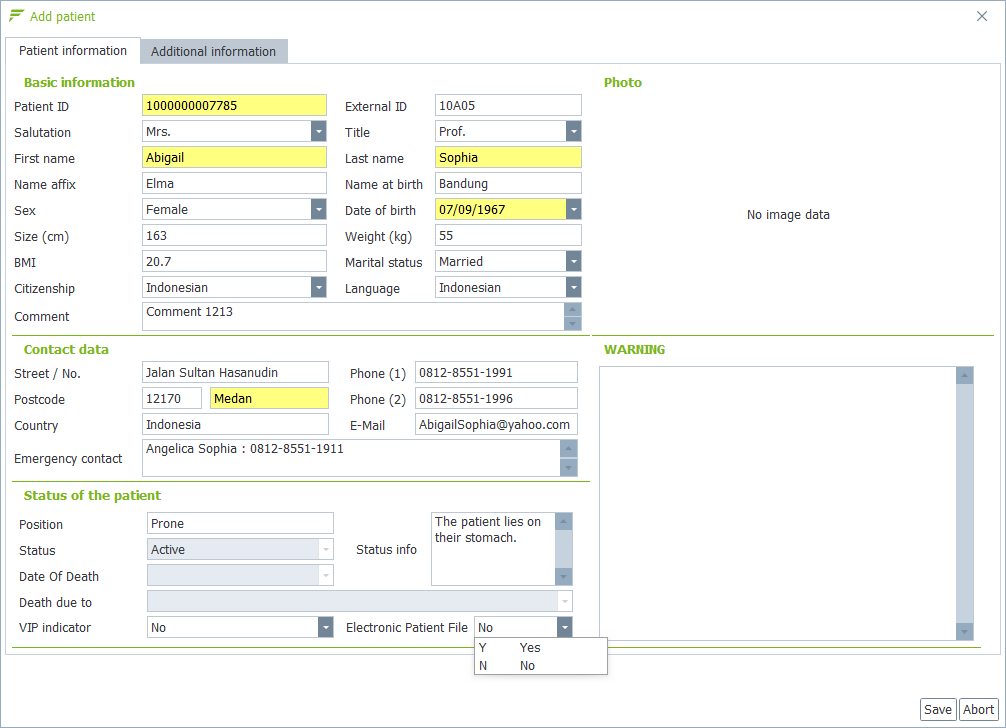 Add patient
Patient information Additional information
Basic information Photo
Patient ID 1000000007785 External ID 10A05
Salutation Mrs. Title Prof.
First name Abigail Last name Sophia
Name affix Elma Name at birth Bandung
Sex Female Date of birth 07/09/1967
No image data
Size (cm) 163 Weight (kg) 55
BMI 20.7 Marital status Married
Citizenship Indonesian Language Indonesian
Comment Comment 1213
Contact data WARNING
Street / No. Jalan Sultan Hasanudin Phone (1) 0812-8551-1991
Postcode 12170 Medan Phone (2) 0812-8551-1996
Country Indonesia E-Mail AbigailSophia@yahoo.com
Emergency contact Angelica Sophia : 0812-8551-1911
Status of the patient
Position Prone
Status Active Status info The patient lies on
their stomach.
Date Of Death
Death due to
VIP indicator No Electronic Patient File No
Y Yes
N No
Save Abort